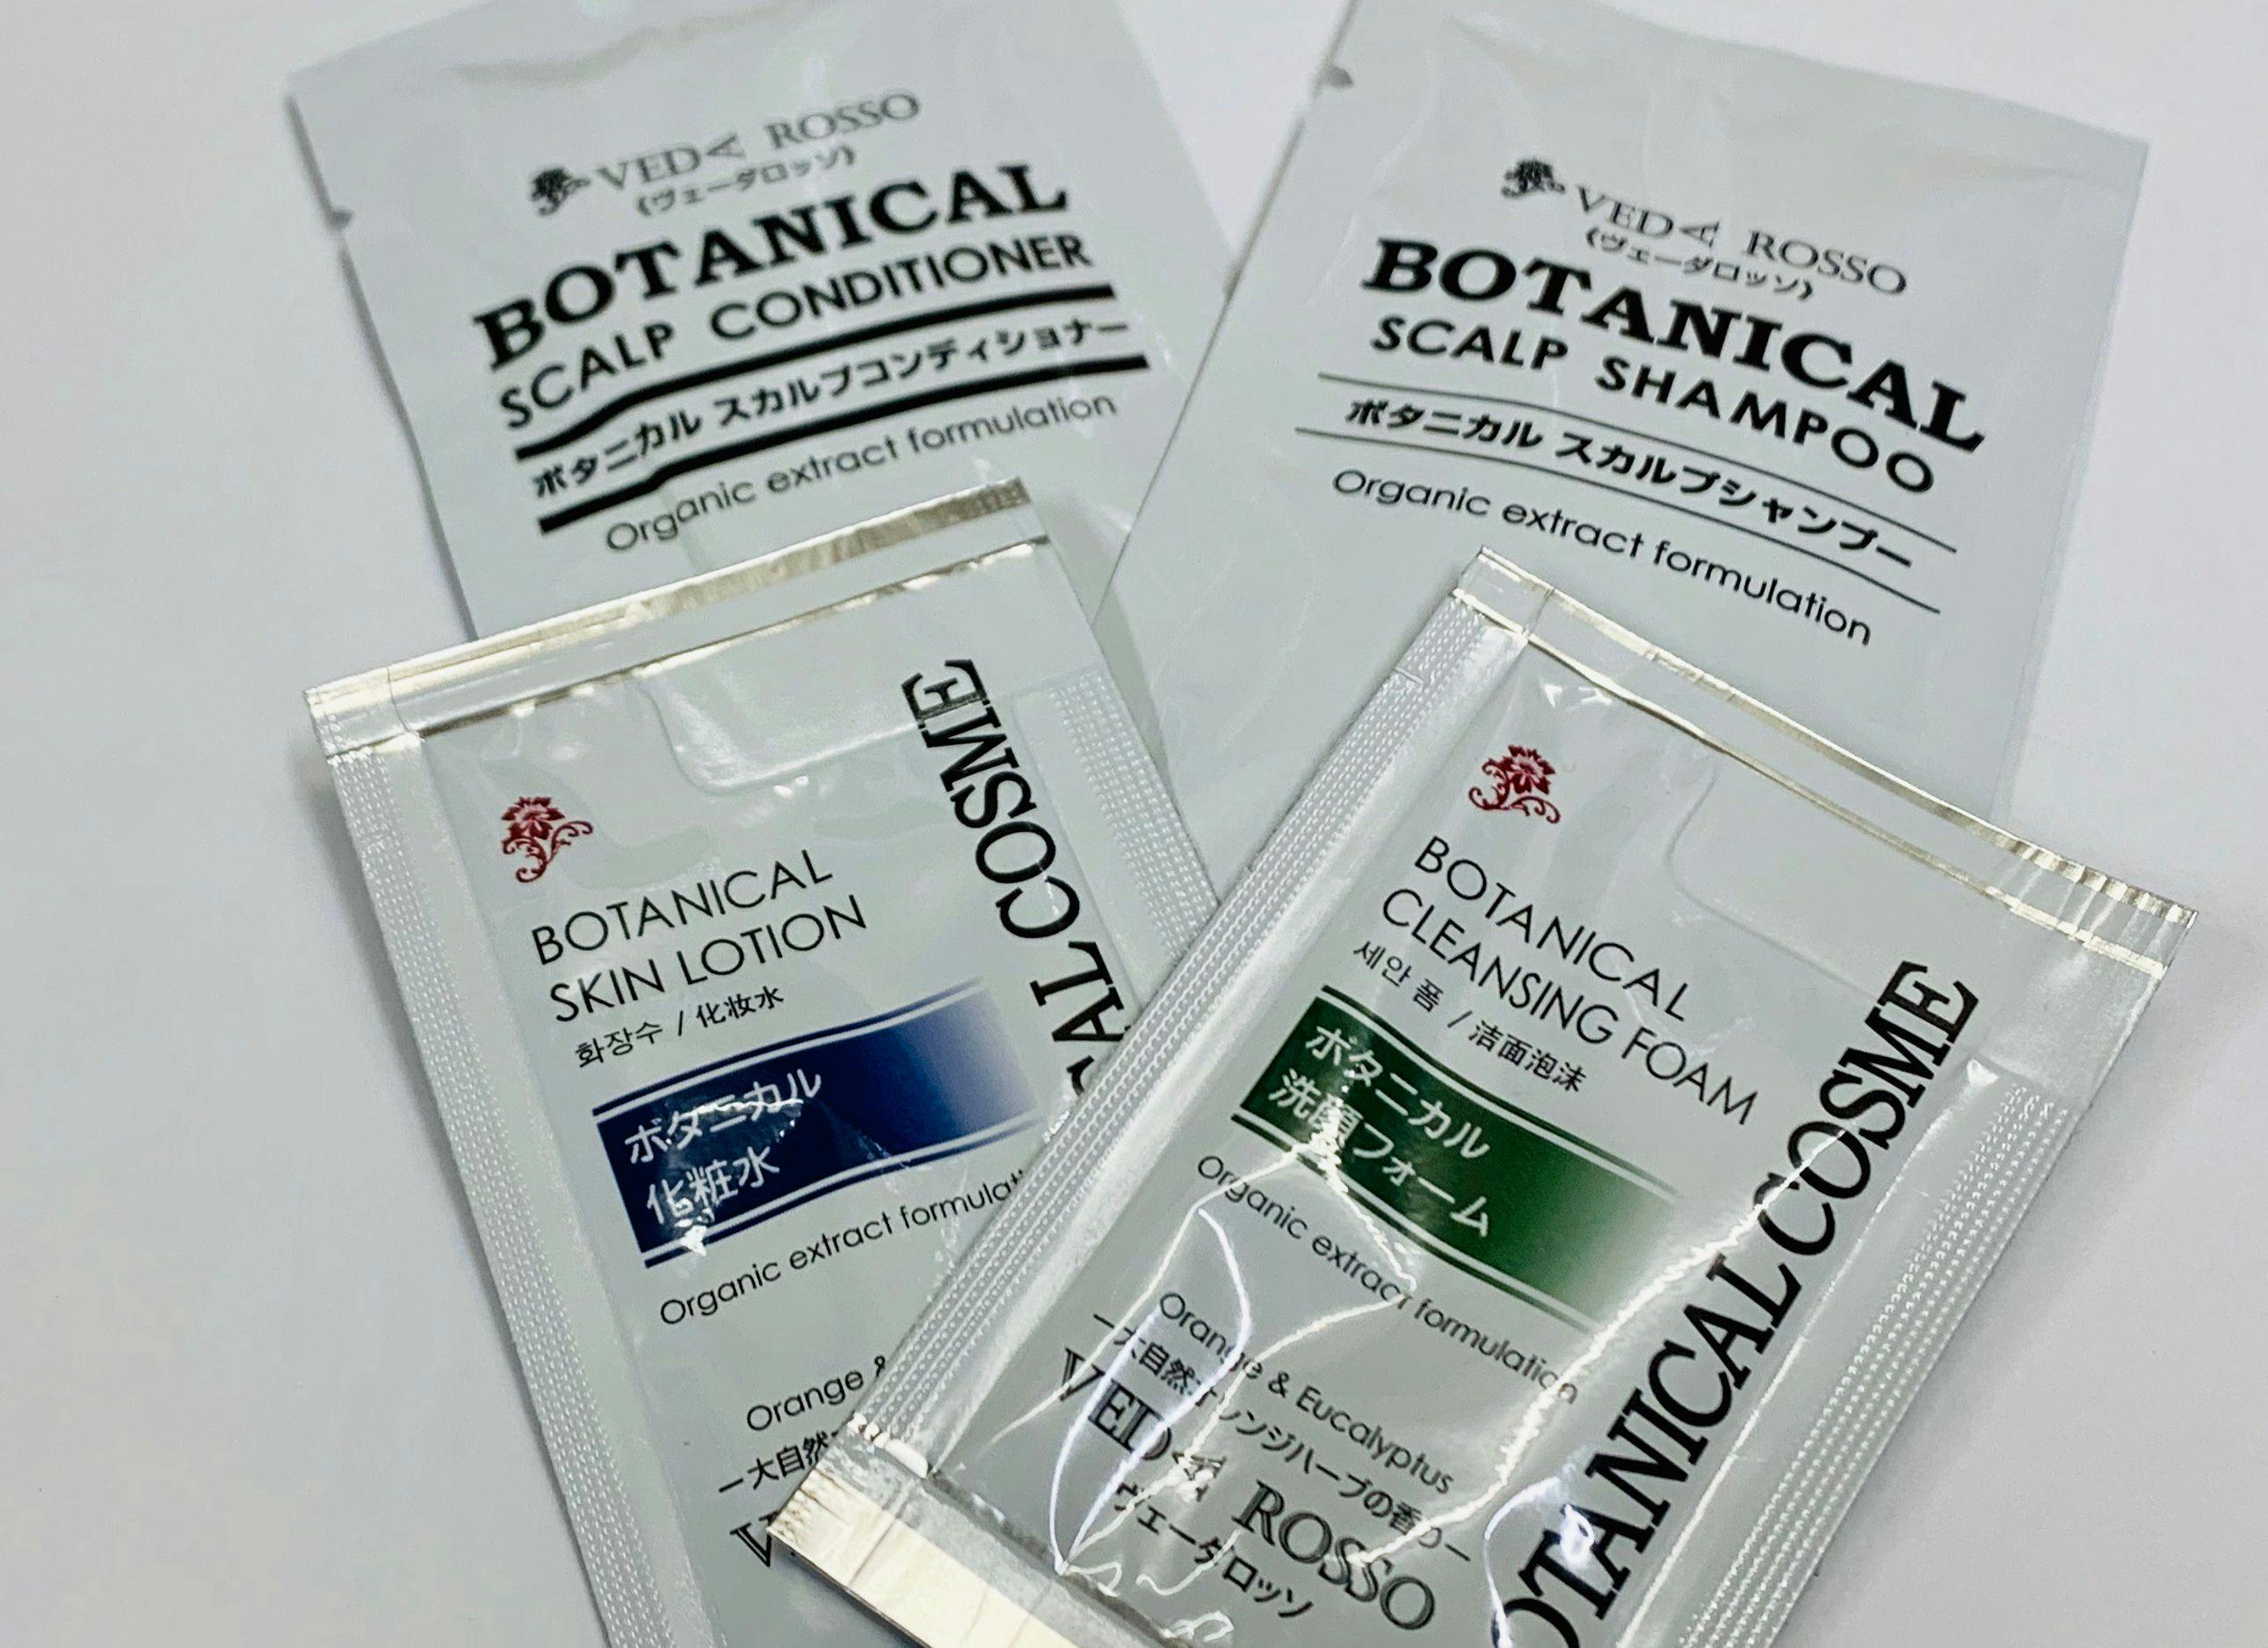 VEDA ROSSO
《ヴェーダロッソ》
BOTANICAL
SCALP CONDITIONER
ボタニカル スカルプコンディショナー
Organic extract formulation
VEDA ROSSO
《ヴェーダロッソ》
BOTANICAL
SCALP SHAMPOO
ボタニカル スカルプシャンプー
Organic extract formulation
BOTANICAL
SKIN LOTION
화장수 / 化妆水
ボタニカル
化粧水
Organic extract
Orange &
ー大自然
COSME
BOTANICAL
CLEANSING FOAM
세안 폼 / 洁面泡沫
ボタニカル
洗顔フォーム
Organic extract formulation
Orange & Eucalyptus
ー大自然オレンジハーブの香りー
VEDA ROSSO
ヴェーダロッソ
COSME